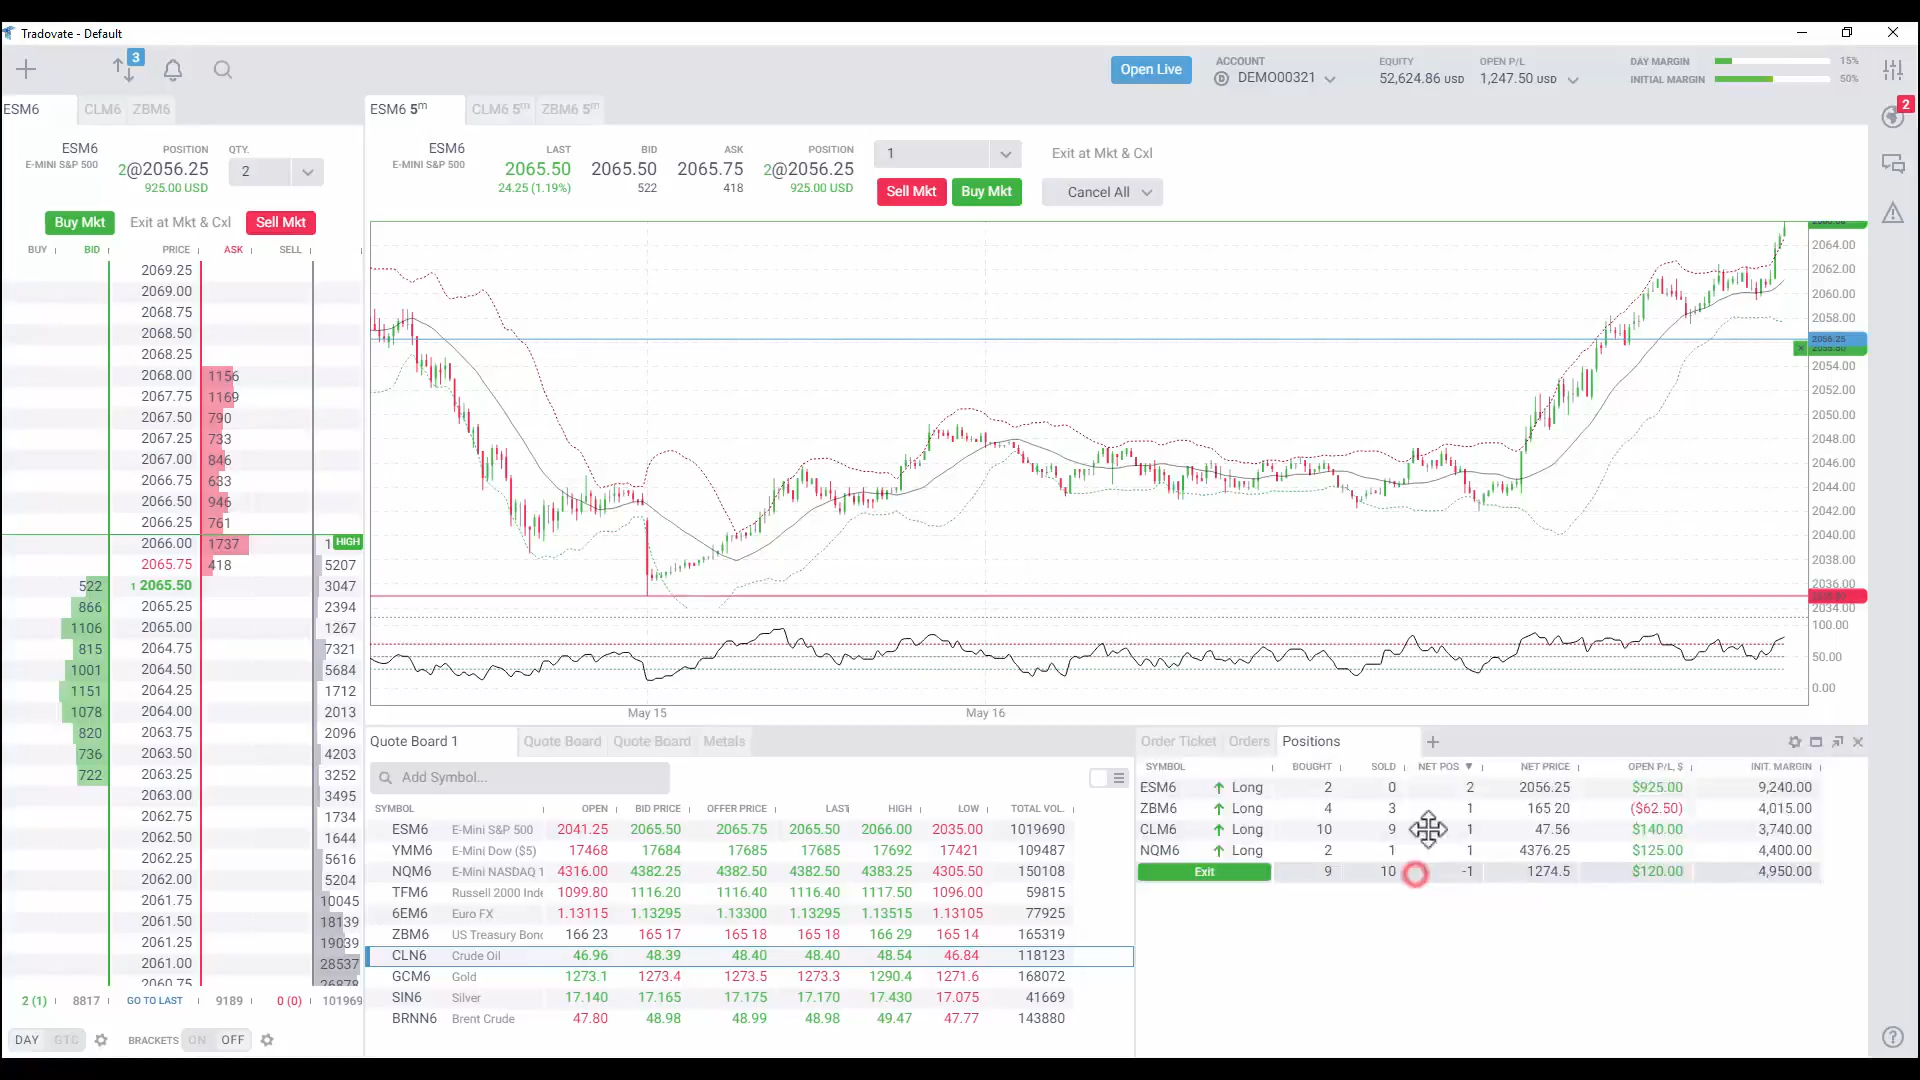 Tradovate - Default
3
Open Live
ACCOUNT
DEMO00321
EQUITY
52,624.86 USD
OPEN P/L
1,247.50 USD
DAY MARGIN 15%
INITIAL MARGIN 50%
2
ESM6 CLM6 ZBM6
ESM6
E-MINI S&P 500
POSITION
2@2056.25
925.00 USD
QTY.
2
Buy Mkt Exit at Mkt & Cxl Sell Mkt
BUY BID PRICE ASK SELL
2069.25
2069.00
2068.75
2068.50
2068.25
2068.00 1156
2067.75 1169
2067.50 790
2067.25 733
2067.00 846
2066.75 633
2066.50 946
2066.25 761
2066.00 1737 1 HIGH
2065.75 418 5207
522 1 2065.50 3047
866 2065.25 2394
1106 2065.00 1267
815 2064.75 7321
1001 2064.50 5684
1151 2064.25 1712
1078 2064.00 2013
820 2063.75 2096
736 2063.50 4203
722 2063.25 3252
2063.00 3495
2062.75 1734
2062.50 1644
2062.25 5616
2062.00 5204
2061.75 10045
2061.50 18139
2061.25 19039
2061.00 28537
2060.75 26878
2 (1) 8817 GO TO LAST 9189 0 (0) 101969
DAY GTC BRACKETS ON OFF
ESM6 5m CLM6 5m ZBM6 5m
ESM6
E-MINI S&P 500
LAST
2065.50
24.25 (1.19%)
BID
2065.50
522
ASK
2065.75
418
POSITION
2@2056.25
925.00 USD
1
Exit at Mkt & Cxl
Sell Mkt Buy Mkt Cancel All
2064.00
2062.00
2060.00
2058.00
2056.25
2054.00
2052.00
2050.00
2048.00
2046.00
2044.00
2042.00
2040.00
2038.00
2036.00
2034.00
100.00
50.00
0.00
May 15 May 16
Quote Board 1 Quote Board Quote Board Metals
Add Symbol...
SYMBOL OPEN BID PRICE OFFER PRICE LAST HIGH LOW TOTAL VOL.
ESM6 E-Mini S&P 500 2041.25 2065.50 2065.75 2065.50 2066.00 2035.00 1019690
YMM6 E-Mini Dow ($5) 17468 17684 17685 17685 17692 17421 109487
NQM6 E-Mini NASDAQ 1 4316.00 4382.25 4382.50 4382.50 4383.25 4305.50 150108
TFM6 Russell 2000 Inde 1099.80 1116.20 1116.40 1116.40 1117.50 1096.00 59815
6EM6 Euro FX 1.13115 1.13295 1.13300 1.13295 1.13515 1.13105 77925
ZBM6 US Treasury Bond 166 23 165 17 165 18 165 18 166 29 165 14 165319
CLN6 Crude Oil 46.96 48.39 48.40 48.40 48.54 46.84 118123
GCM6 Gold 1273.1 1273.4 1273.5 1273.3 1290.4 1271.6 168072
SIN6 Silver 17.140 17.165 17.175 17.170 17.430 17.075 41669
BRNN6 Brent Crude 47.80 48.98 48.99 48.98 49.47 47.77 143880
Order Ticket Orders Positions
SYMBOL BOUGHT SOLD NET POS ▼ NET PRICE OPEN P/L, $ INIT. MARGIN
ESM6 Long 2 0 2 2056.25 $925.00 9,240.00
ZBM6 Long 4 3 1 165 20 ($62.50) 4,015.00
CLM6 Long 10 9 1 47.56 $140.00 3,740.00
NQM6 Long 2 1 1 4376.25 $125.00 4,400.00
Exit 9 10 -1 1274.5 $120.00 4,950.00